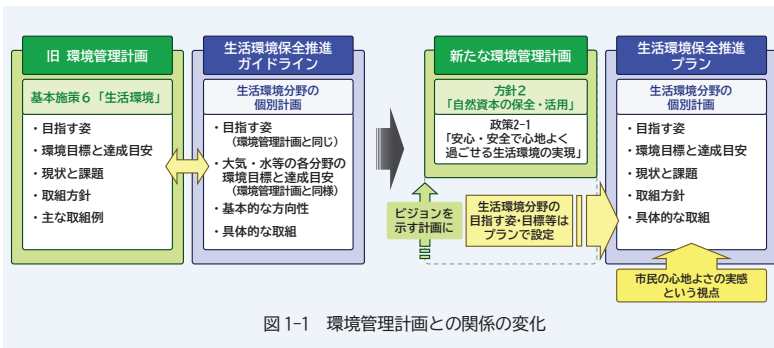 旧 環境管理計画
基本施策６「生活環境」
・目指す姿
・環境目標と達成目安
・現状と課題
・取組方針
・主な取組例
生活環境保全推進
ガイドライン
生活環境分野の
個別計画
・目指す姿
（環境管理計画と同じ）
・大気・水等の各分野の
環境目標と達成目安
（環境管理計画と同様）
・基本的な方向性
・具体的な取組
新たな環境管理計画
方針２
「自然資本の保全・活用」
政策2-1
「安心・安全で心地よく
過ごせる生活環境の実現」
ビジョンを
示す計画に
生活環境分野の
目指す姿・目標等は
プランで設定
生活環境保全推進
プラン
生活環境分野の
個別計画
・目指す姿
・環境目標と達成目安
・現状と課題
・取組方針
・具体的な取組
市民の心地よさの実感
という視点
図 1-1　環境管理計画との関係の変化